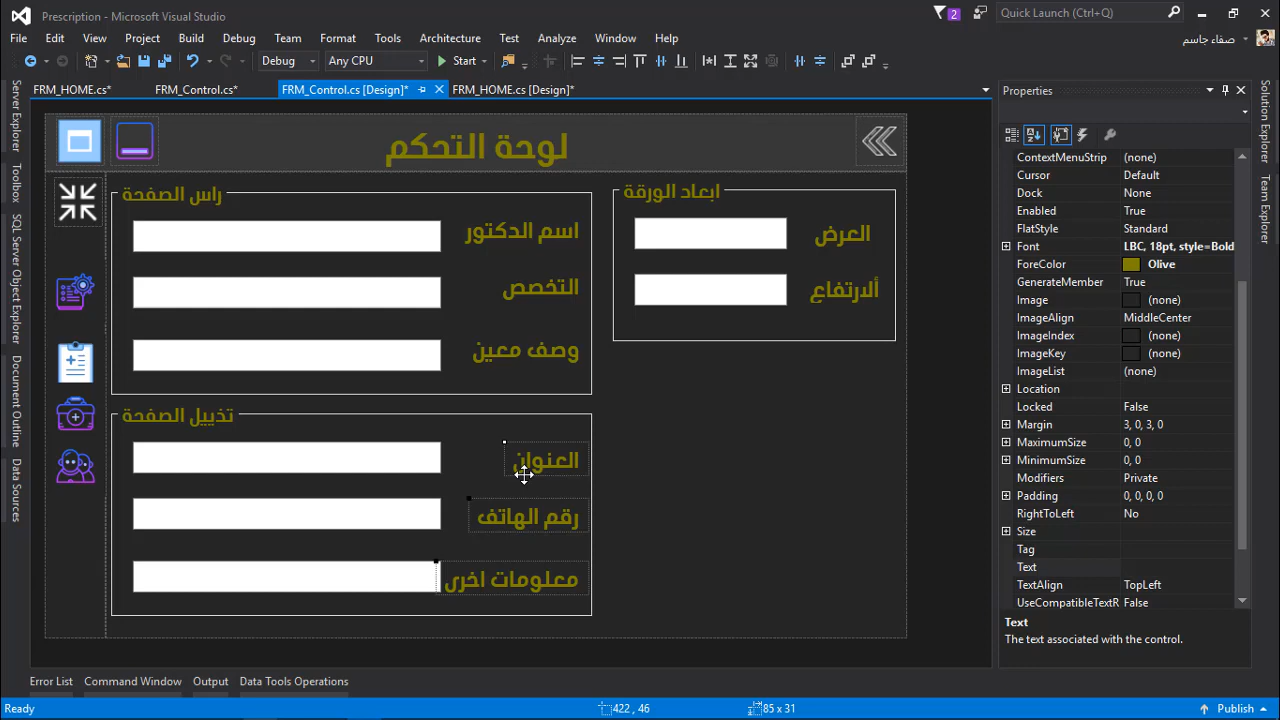 Prescription - Microsoft Visual Studio
2
Quick Launch (Ctrl+Q)
File Edit View Project Build Debug Team Format Tools Architecture Test Analyze Window Help
صفاء جاسم
Debug Any CPU Start
FRM_HOME.cs* FRM_Control.cs* FRM_Control.cs [Design]* FRM_HOME.cs [Design]*
Server Explorer
Toolbox
SQL Server Object Explorer
Document Outline
Data Sources
لوحة التحكم
راس الصفحة
اسم الدكتور
التخصص
وصف معين
ابعاد الورقة
العرض
ألارتفاع
تذييل الصفحة
العنوان
رقم الهاتف
معلومات اخرى
Properties
ContextMenuStrip (none)
Cursor Default
Dock None
Enabled True
FlatStyle Standard
Font LBC, 18pt, style=Bold
ForeColor Olive
GenerateMember True
Image (none)
ImageAlign MiddleCenter
ImageIndex (none)
ImageKey (none)
ImageList (none)
Location
Locked False
Margin 3, 0, 3, 0
MaximumSize 0, 0
MinimumSize 0, 0
Modifiers Private
Padding 0, 0, 0, 0
RightToLeft No
Size
Tag
Text
TextAlign TopLeft
UseCompatibleTextR False
Text
The text associated with the control.
Solution Explorer
Team Explorer
Error List Command Window Output Data Tools Operations
Ready 422 , 46 85 x 31 Publish